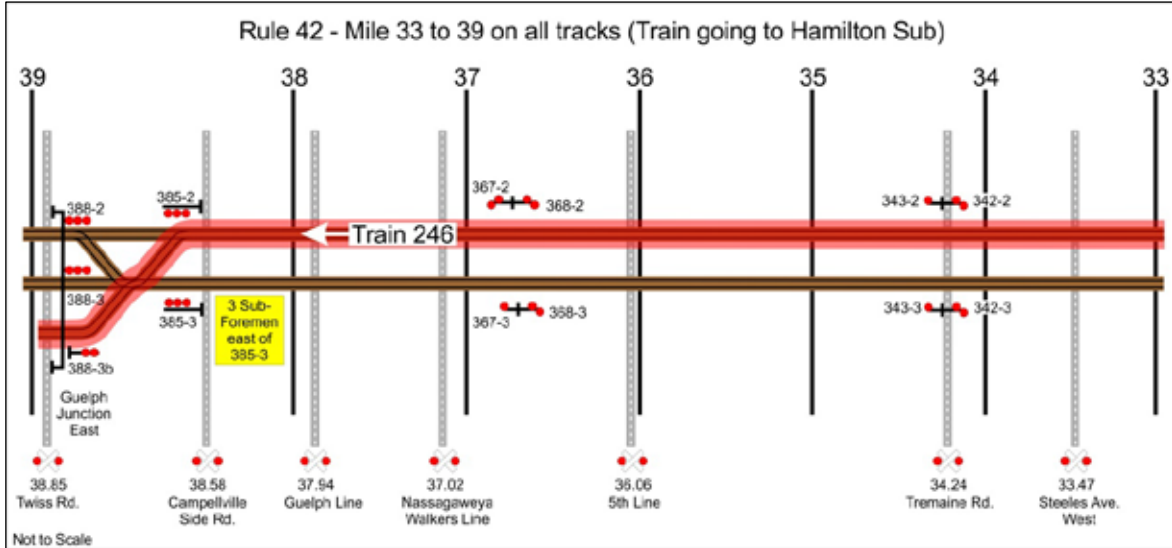 Rule 42 - Mile 33 to 39 on all tracks (Train going to Hamilton Sub)
39
38
37
36
35
34
33
388-2
385-2
367-2
368-2
343-2
342-2
Train 246
388-3
385-3
3 Sub-
Foremen
east of
385-3
367-3
368-3
343-3
342-3
388-3b
Guelph
Junction
East
38.85
Twiss Rd.
38.58
Campellville
Side Rd.
37.94
Guelph Line
37.02
Nassagaweya
Walkers Line
36.06
5th Line
34.24
Tremaine Rd.
33.47
Steeles Ave.
West
Not to Scale